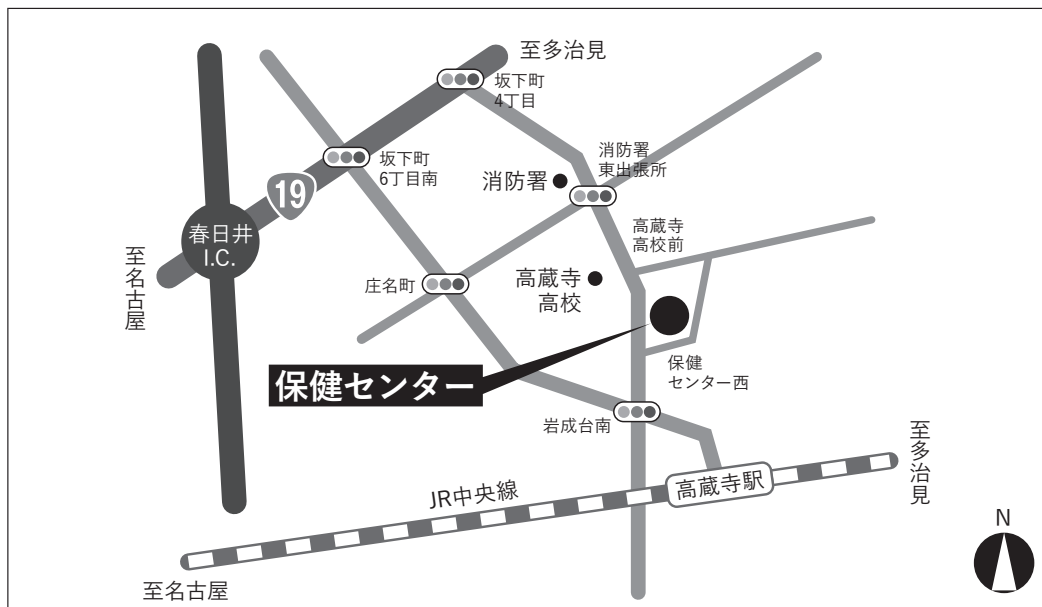 至多治見
坂下町
4丁目
坂下町
6丁目南
消防署
東出張所
消防署
19
春日井
I.C.
至名古屋
高蔵寺
高校前
高蔵寺
高校
庄名町
保健センター
保健
センター西
岩成台南
至多治見
高蔵寺駅
JR中央線
至名古屋
N